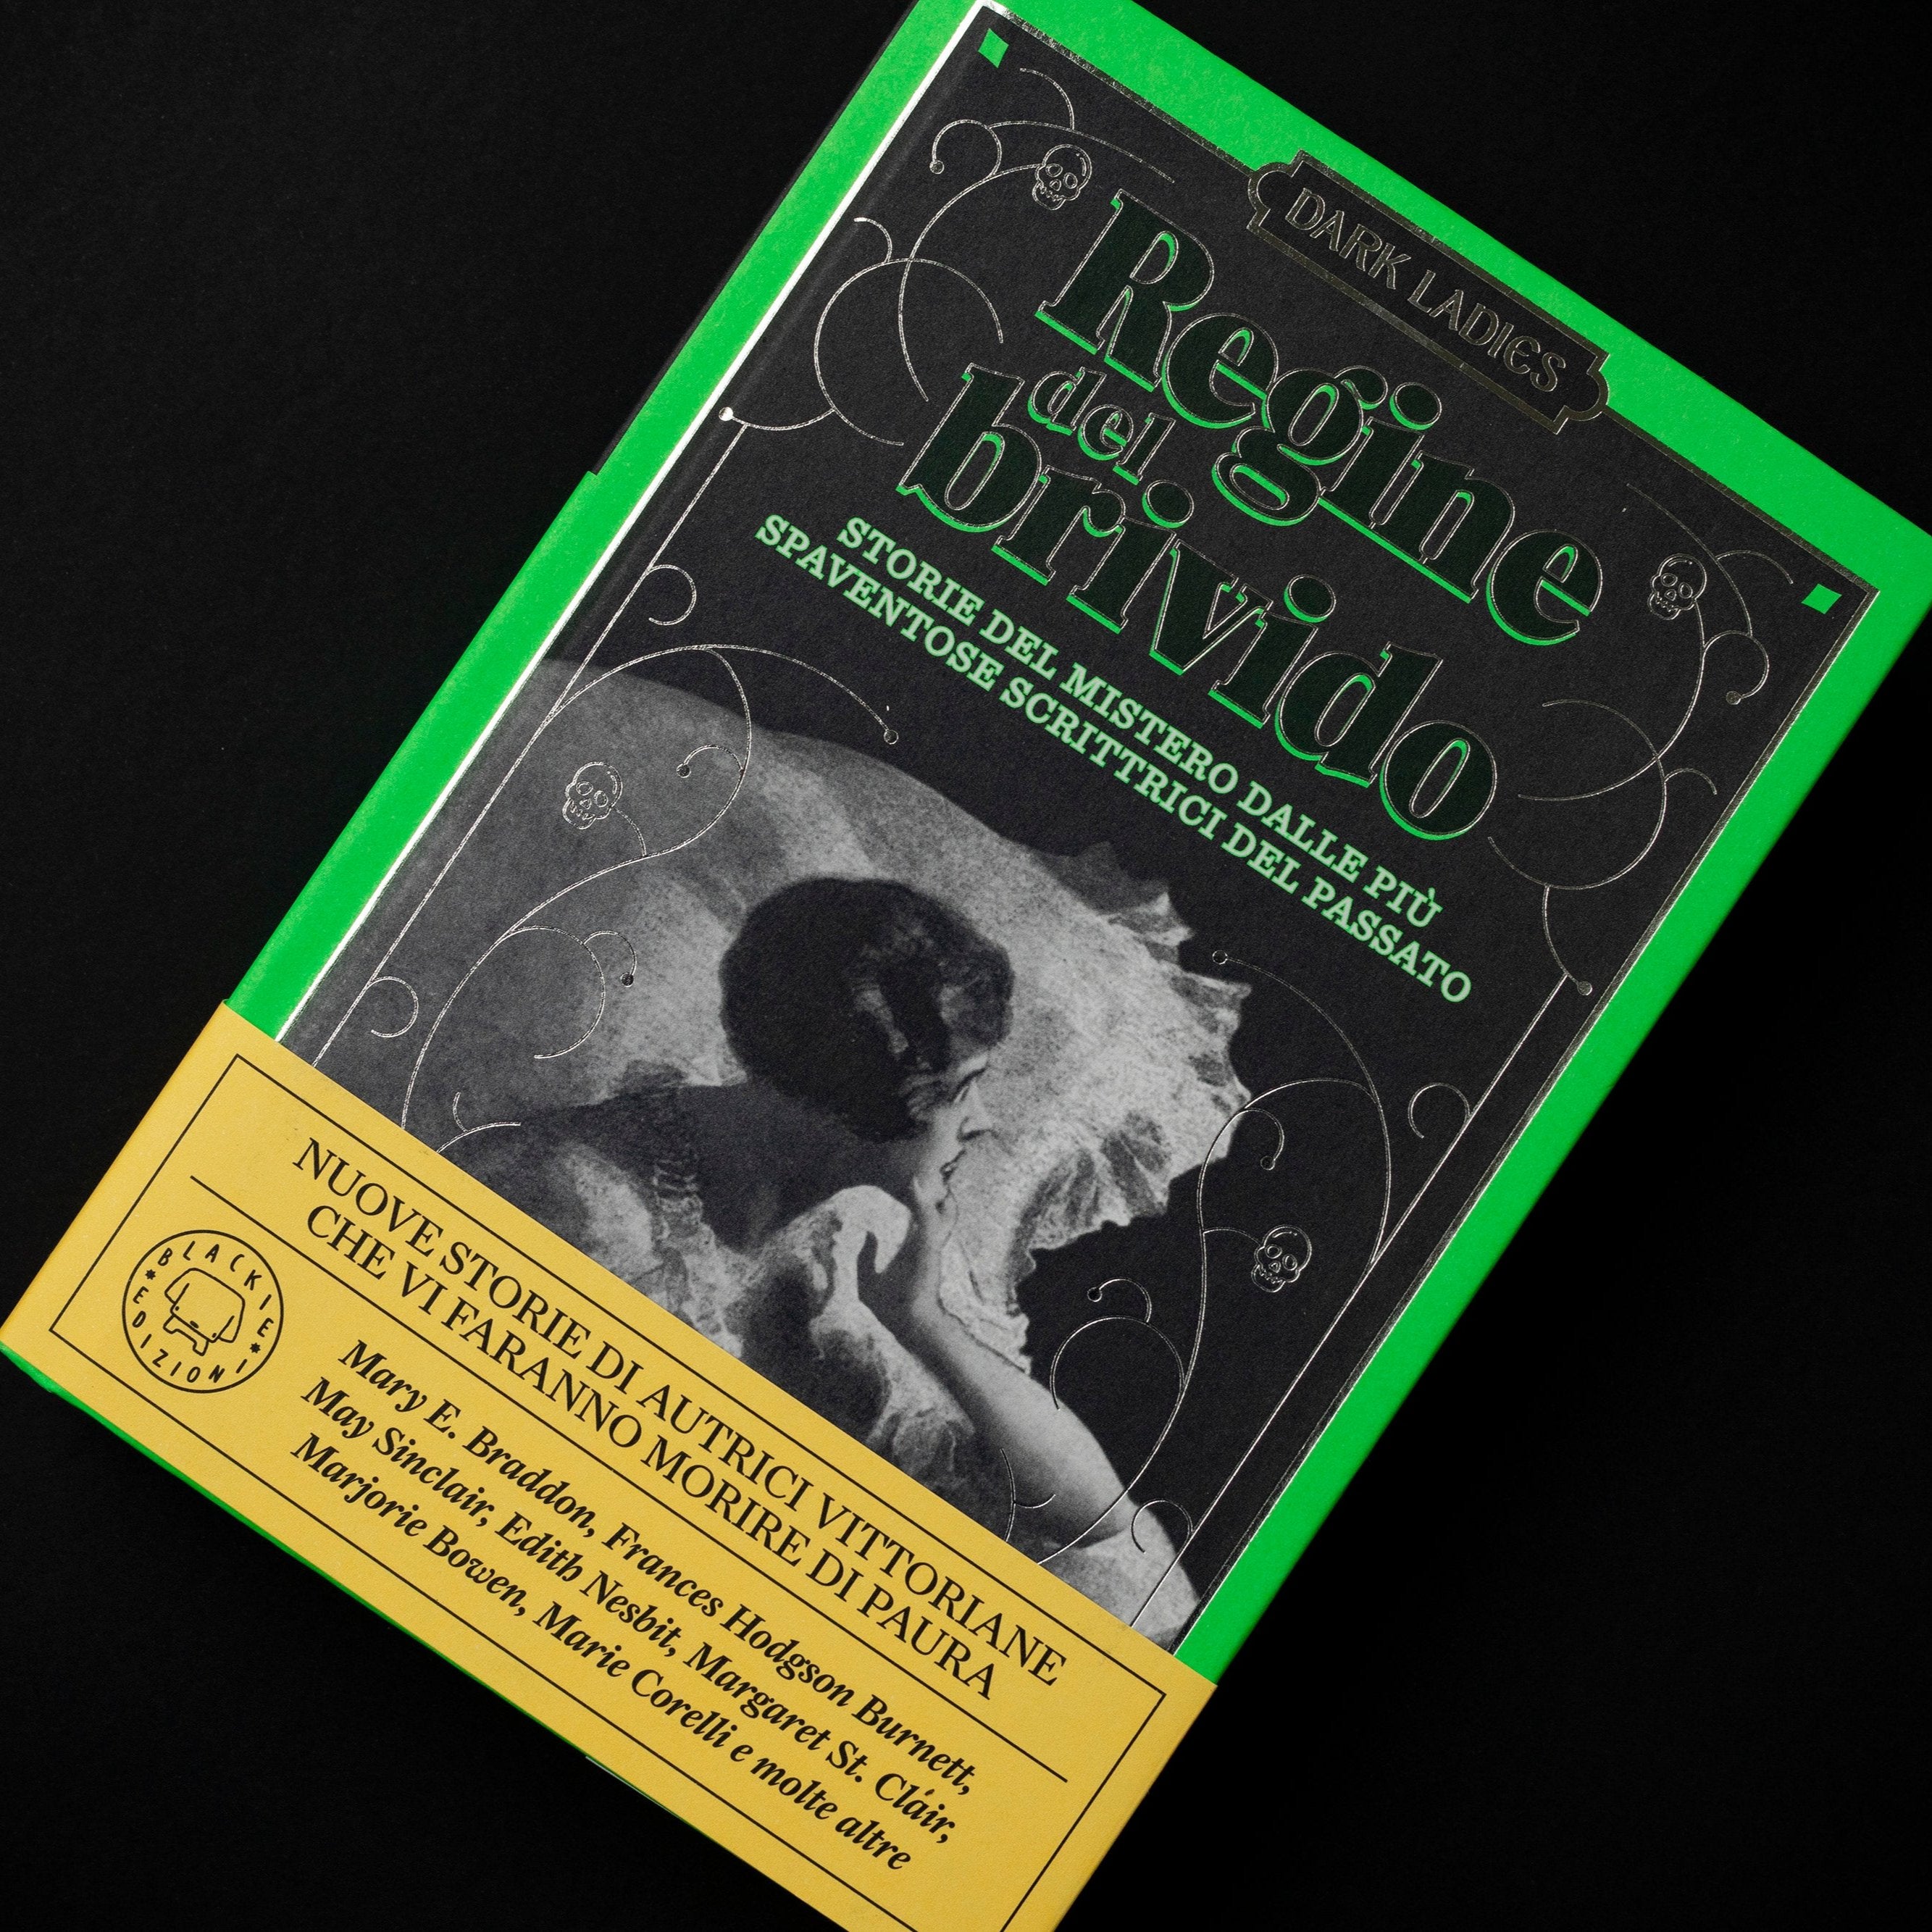 DARK LADIES
Regine
del
brivido
STORIE DEL MISTERO DALLE PIÙ
SPAVENTOSE SCRITTRICI DEL PASSATO
NUOVE STORIE DI AUTRICI VITTORIANE
CHE VI FARANNO MORIRE DI PAURA
BLACKIE
EDIZIONI
Mary E. Braddon, Frances Hodgson Burnett,
May Sinclair, Edith Nesbit, Margaret St. Clair,
Marjorie Bowen, Marie Corelli e molte altre